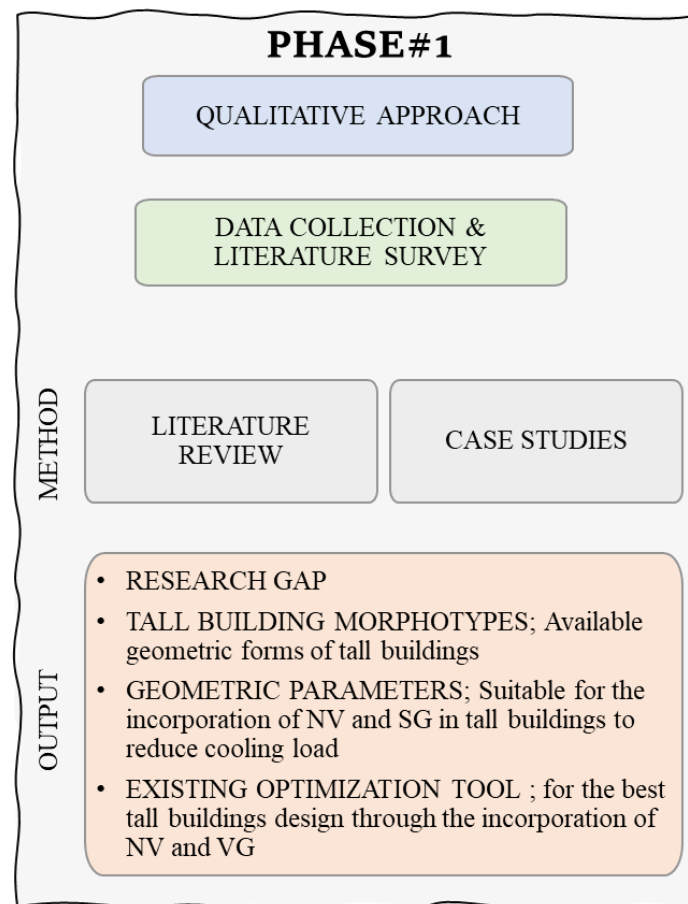 PHASE#1
QUALITATIVE APPROACH
DATA COLLECTION &
LITERATURE SURVEY
METHOD
LITERATURE
REVIEW
CASE STUDIES
OUTPUT
• RESEARCH GAP
• TALL BUILDING MORPHOTYPES; Available
geometric forms of tall buildings
• GEOMETRIC PARAMETERS; Suitable for the
incorporation of NV and SG in tall buildings to
reduce cooling load
• EXISTING OPTIMIZATION TOOL ; for the best
tall buildings design through the incorporation of
NV and VG